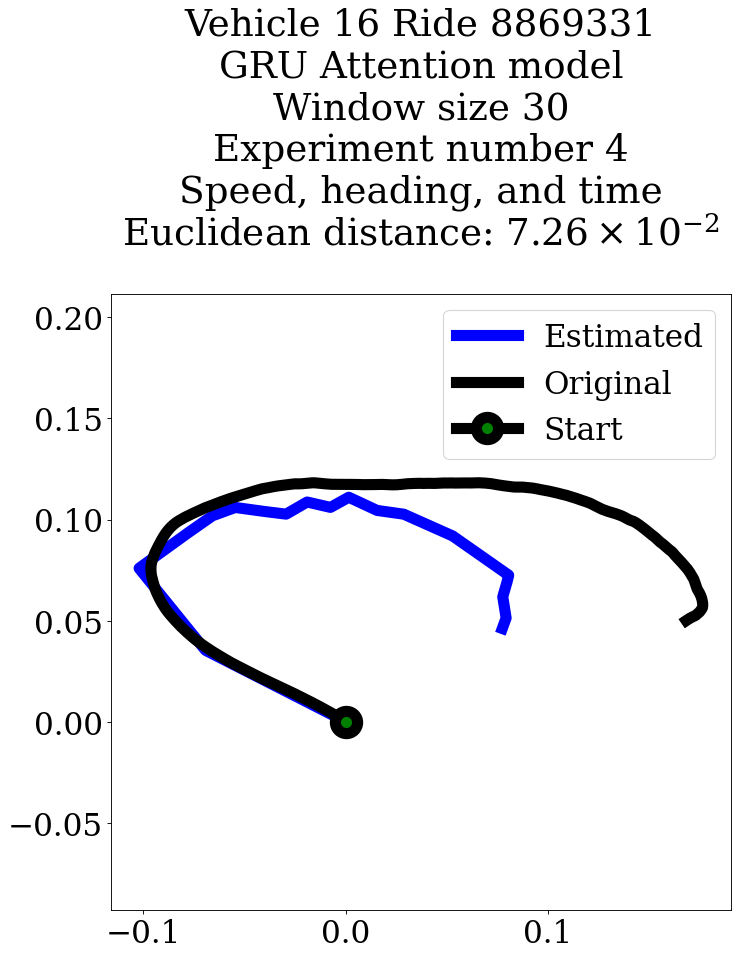 Vehicle 16 Ride 8869331
GRU Attention model
Window size 30
Experiment number 4
Speed, heading, and time
Euclidean distance: 7.26 × 10⁻²
Estimated
Original
Start
0.20
0.15
0.10
0.05
0.00
−0.05
−0.1
0.0
0.1